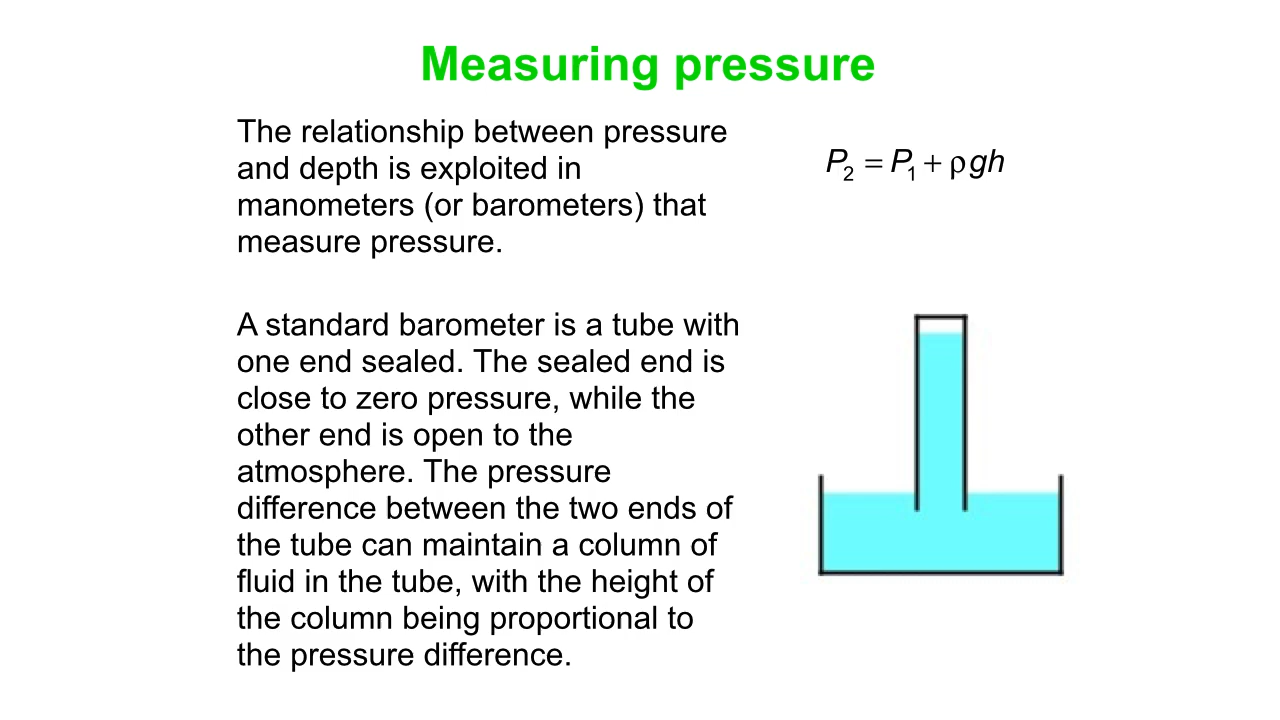 Measuring pressure
The relationship between pressure
and depth is exploited in
manometers (or barometers) that
measure pressure.
P₂ = P₁ + ρgh
A standard barometer is a tube with
one end sealed. The sealed end is
close to zero pressure, while the
other end is open to the
atmosphere. The pressure
difference between the two ends of
the tube can maintain a column of
fluid in the tube, with the height of
the column being proportional to
the pressure difference.